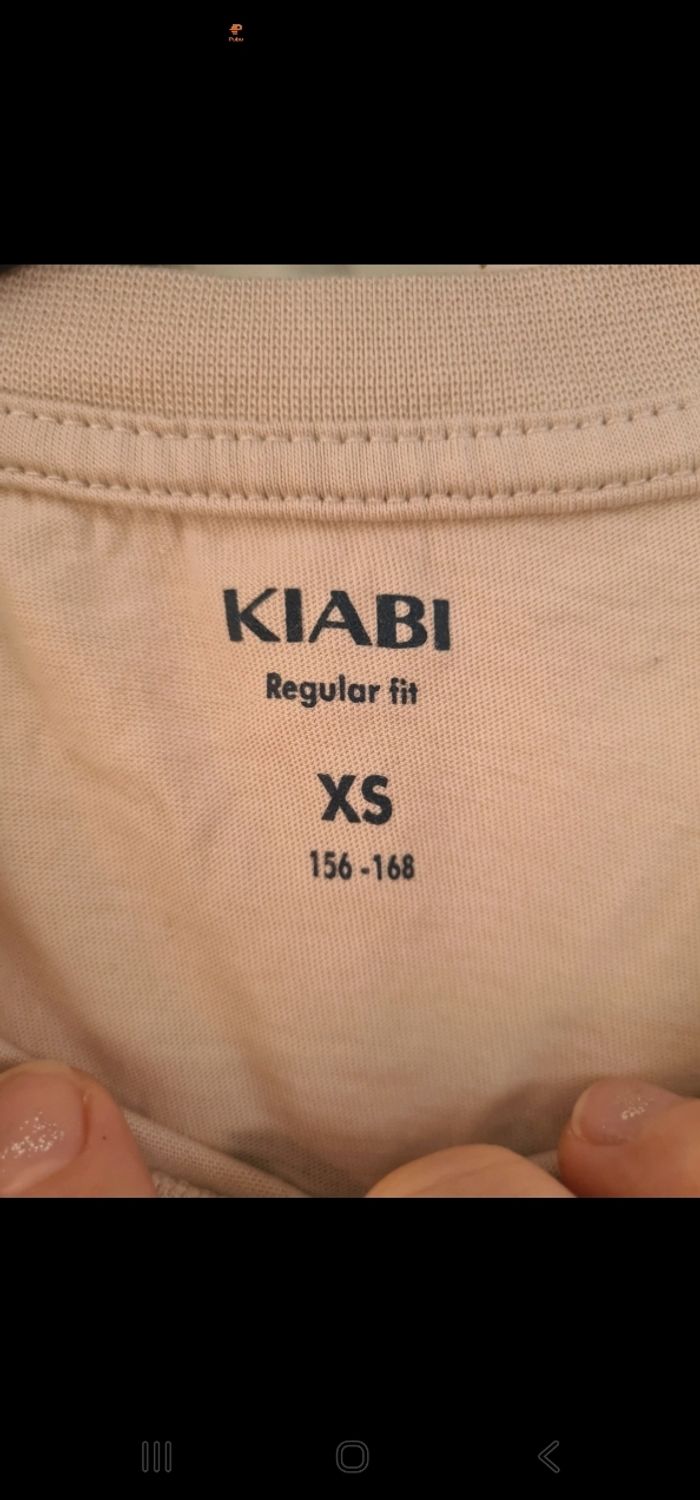 KIABI
Regular fit
XS
156 -168